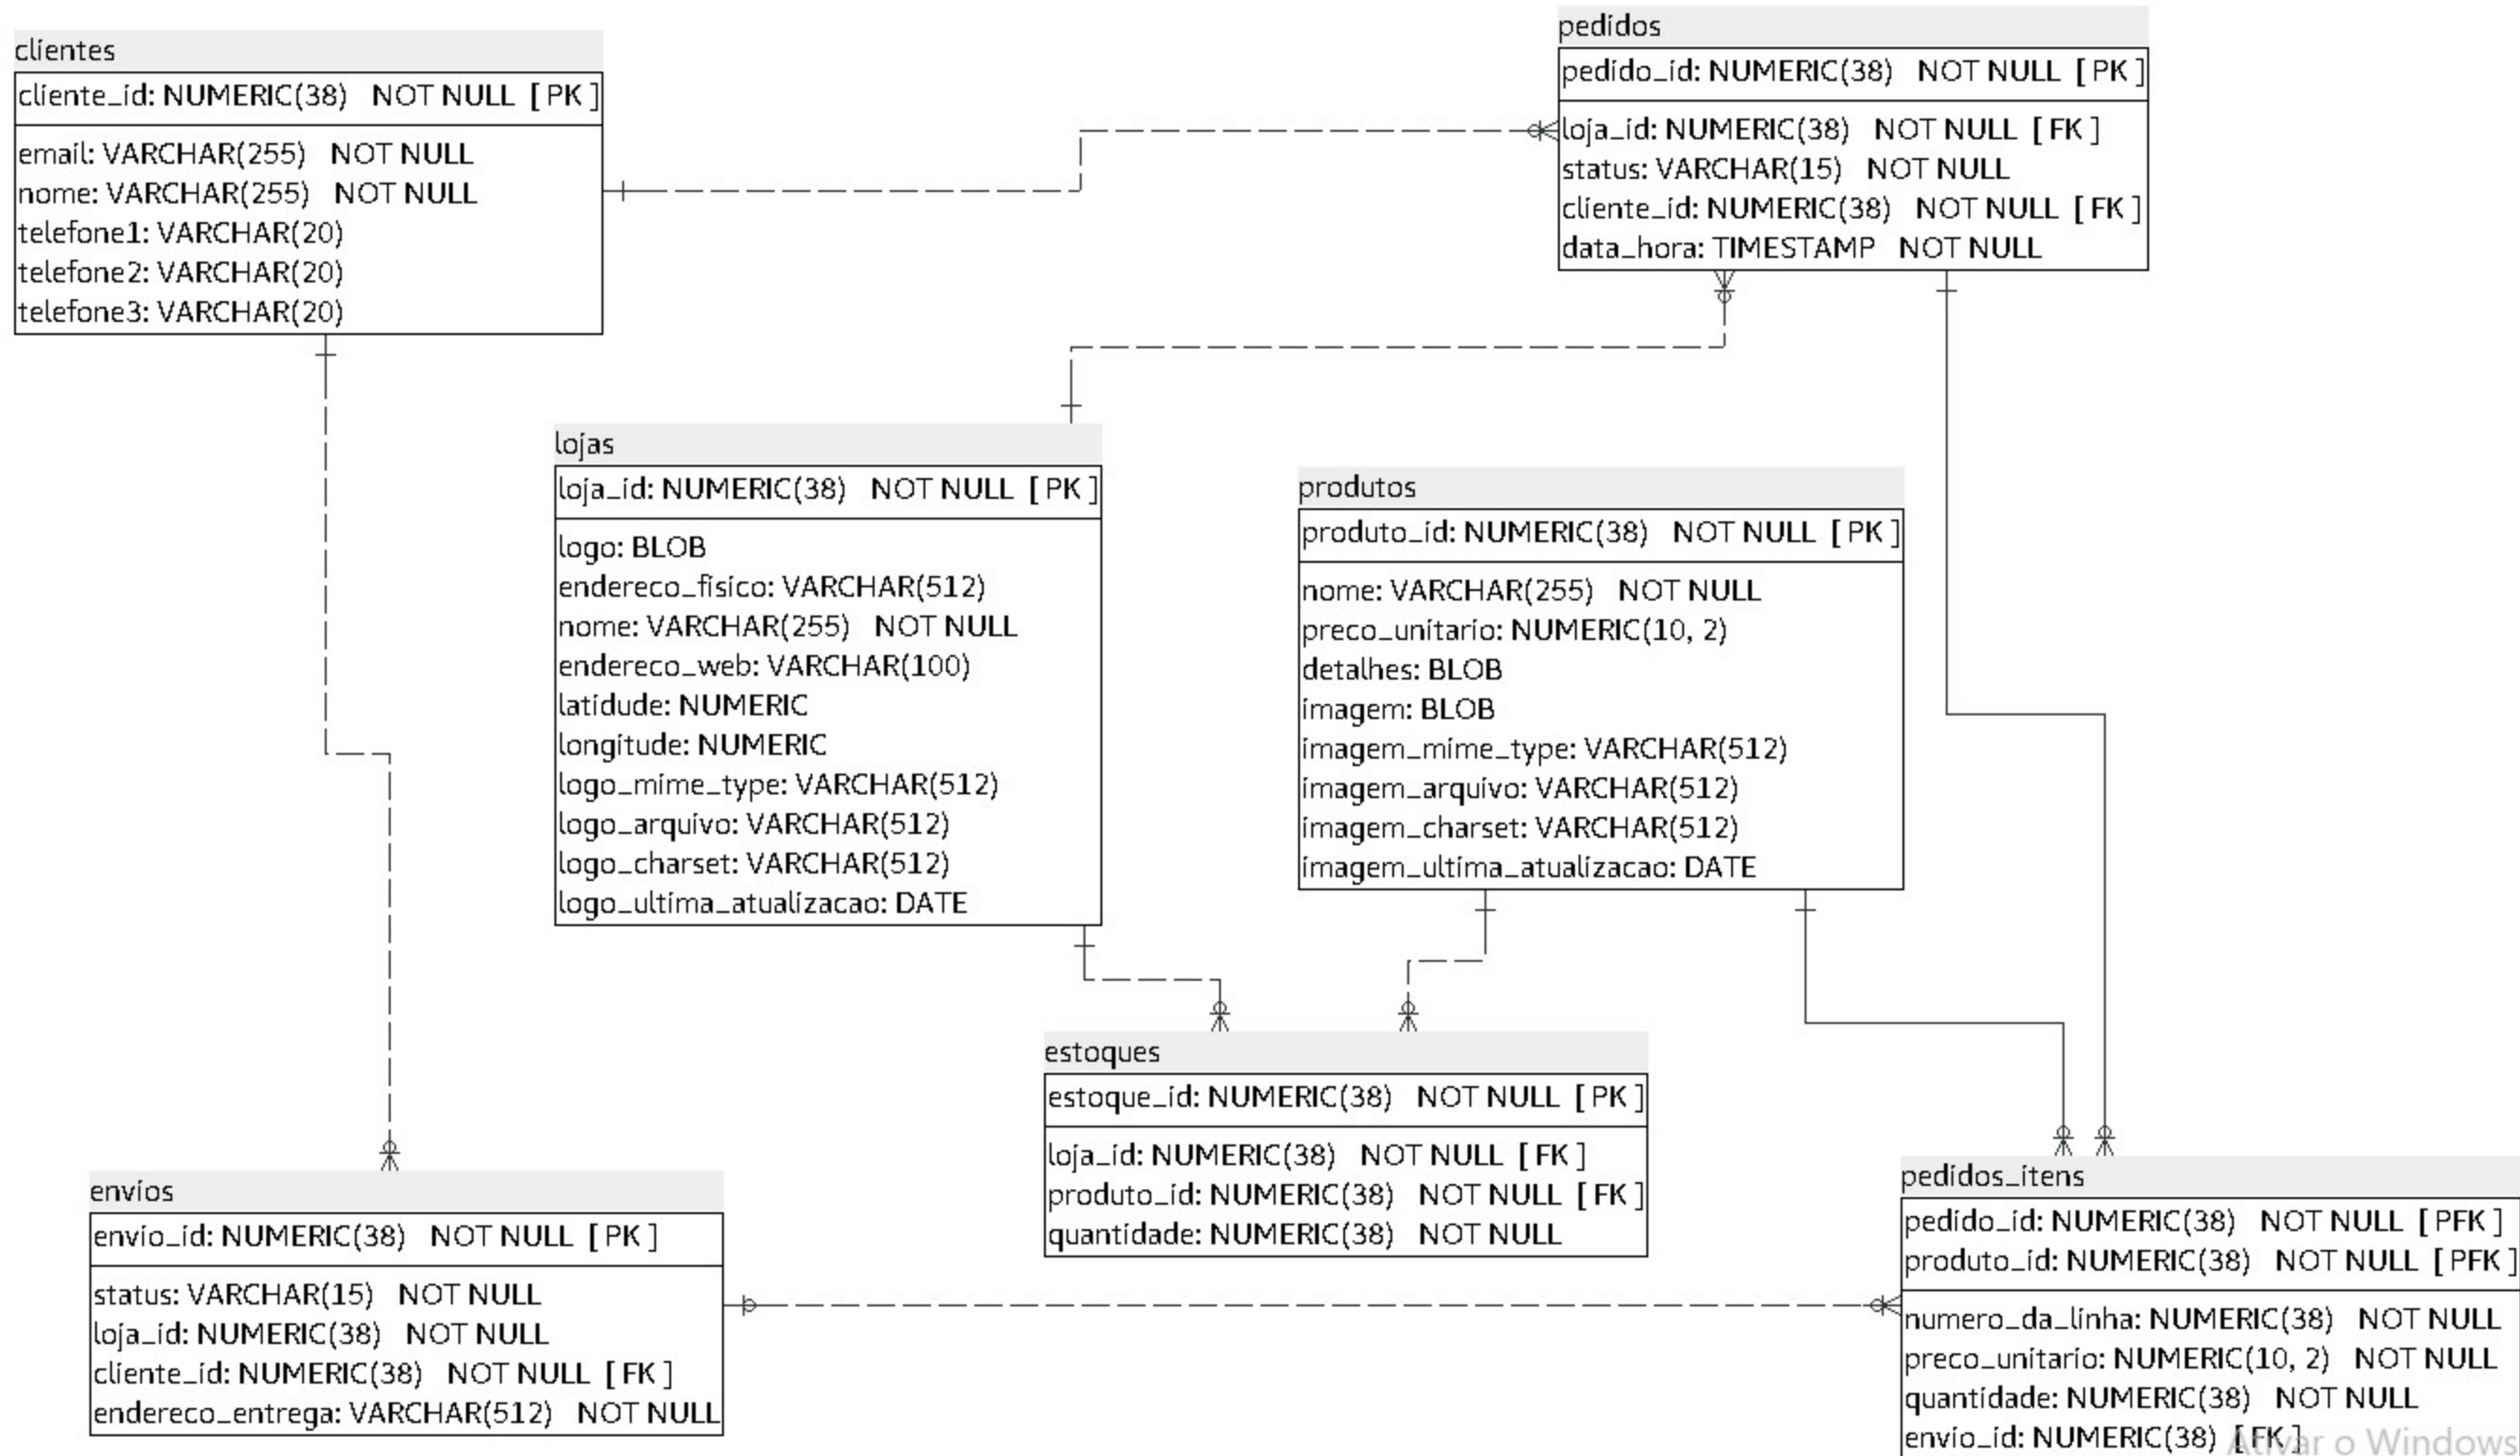 clientes
cliente_id: NUMERIC(38) NOT NULL [ PK ]
email: VARCHAR(255) NOT NULL
nome: VARCHAR(255) NOT NULL
telefone1: VARCHAR(20)
telefone2: VARCHAR(20)
telefone3: VARCHAR(20)
pedidos
pedido_id: NUMERIC(38) NOT NULL [ PK ]
loja_id: NUMERIC(38) NOT NULL [ FK ]
status: VARCHAR(15) NOT NULL
cliente_id: NUMERIC(38) NOT NULL [ FK ]
data_hora: TIMESTAMP NOT NULL
lojas
loja_id: NUMERIC(38) NOT NULL [ PK ]
logo: BLOB
endereco_fisico: VARCHAR(512)
nome: VARCHAR(255) NOT NULL
endereco_web: VARCHAR(100)
latidude: NUMERIC
longitude: NUMERIC
logo_mime_type: VARCHAR(512)
logo_arquivo: VARCHAR(512)
logo_charset: VARCHAR(512)
logo_ultima_atualizacao: DATE
produtos
produto_id: NUMERIC(38) NOT NULL [ PK ]
nome: VARCHAR(255) NOT NULL
preco_unitario: NUMERIC(10, 2)
detalhes: BLOB
imagem: BLOB
imagem_mime_type: VARCHAR(512)
imagem_arquivo: VARCHAR(512)
imagem_charset: VARCHAR(512)
imagem_ultima_atualizacao: DATE
estoques
estoque_id: NUMERIC(38) NOT NULL [ PK ]
loja_id: NUMERIC(38) NOT NULL [ FK ]
produto_id: NUMERIC(38) NOT NULL [ FK ]
quantidade: NUMERIC(38) NOT NULL
envios
envio_id: NUMERIC(38) NOT NULL [ PK ]
status: VARCHAR(15) NOT NULL
loja_id: NUMERIC(38) NOT NULL
cliente_id: NUMERIC(38) NOT NULL [ FK ]
endereco_entrega: VARCHAR(512) NOT NULL
pedidos_itens
pedido_id: NUMERIC(38) NOT NULL [ PFK ]
produto_id: NUMERIC(38) NOT NULL [ PFK ]
numero_da_linha: NUMERIC(38) NOT NULL
preco_unitario: NUMERIC(10, 2) NOT NULL
quantidade: NUMERIC(38) NOT NULL
envio_id: NUMERIC(38) [ FK ]
Ativar o Windows